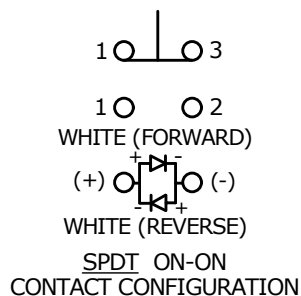 1 3
1 2
WHITE (FORWARD)
+ -
(+) (-)
- +
WHITE (REVERSE)
SPDT ON-ON
CONTACT CONFIGURATION